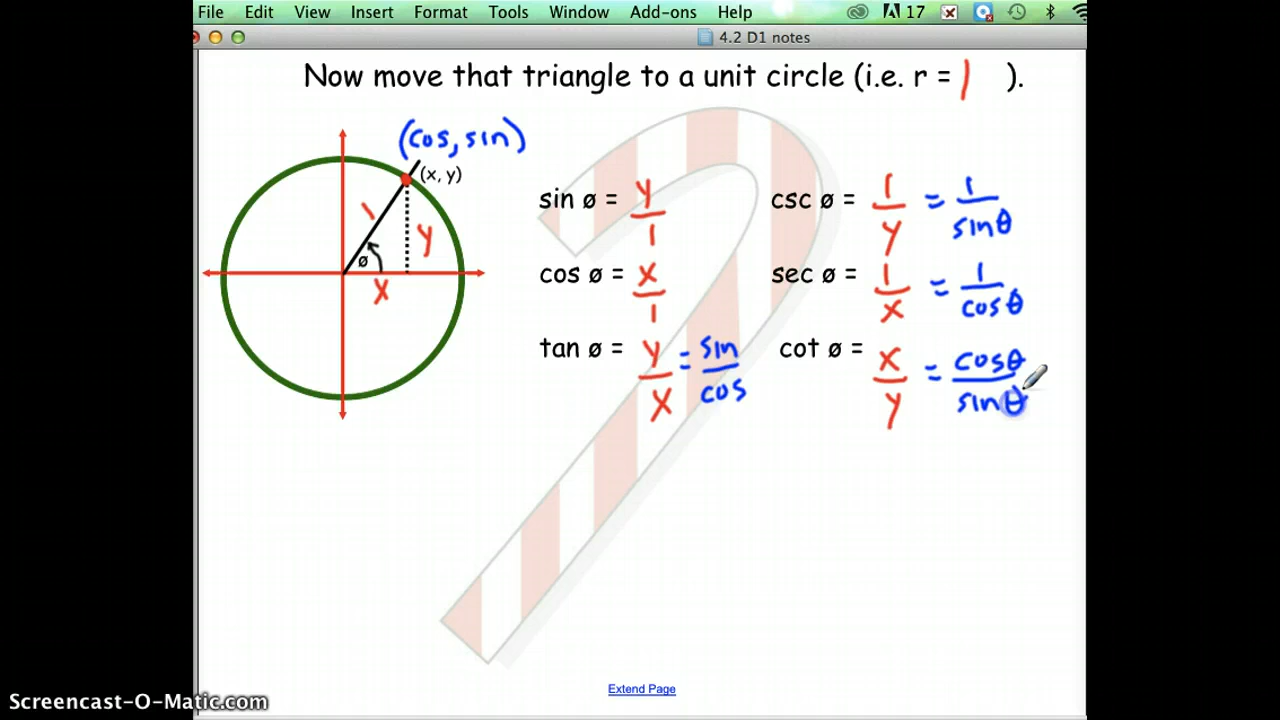 File Edit View Insert Format Tools Window Add-ons Help 17
4.2 D1 notes
Now move that triangle to a unit circle (i.e. r = 1 ).
(cos, sin)
(x, y)
1
y
ø
x
sin ø = y/1
csc ø = 1/y = 1/sinθ
cos ø = x/1
sec ø = 1/x = 1/cosθ
tan ø = y/x = sin/cos
cot ø = x/y = cosθ/sinθ
Extend Page
Screencast-O-Matic.com